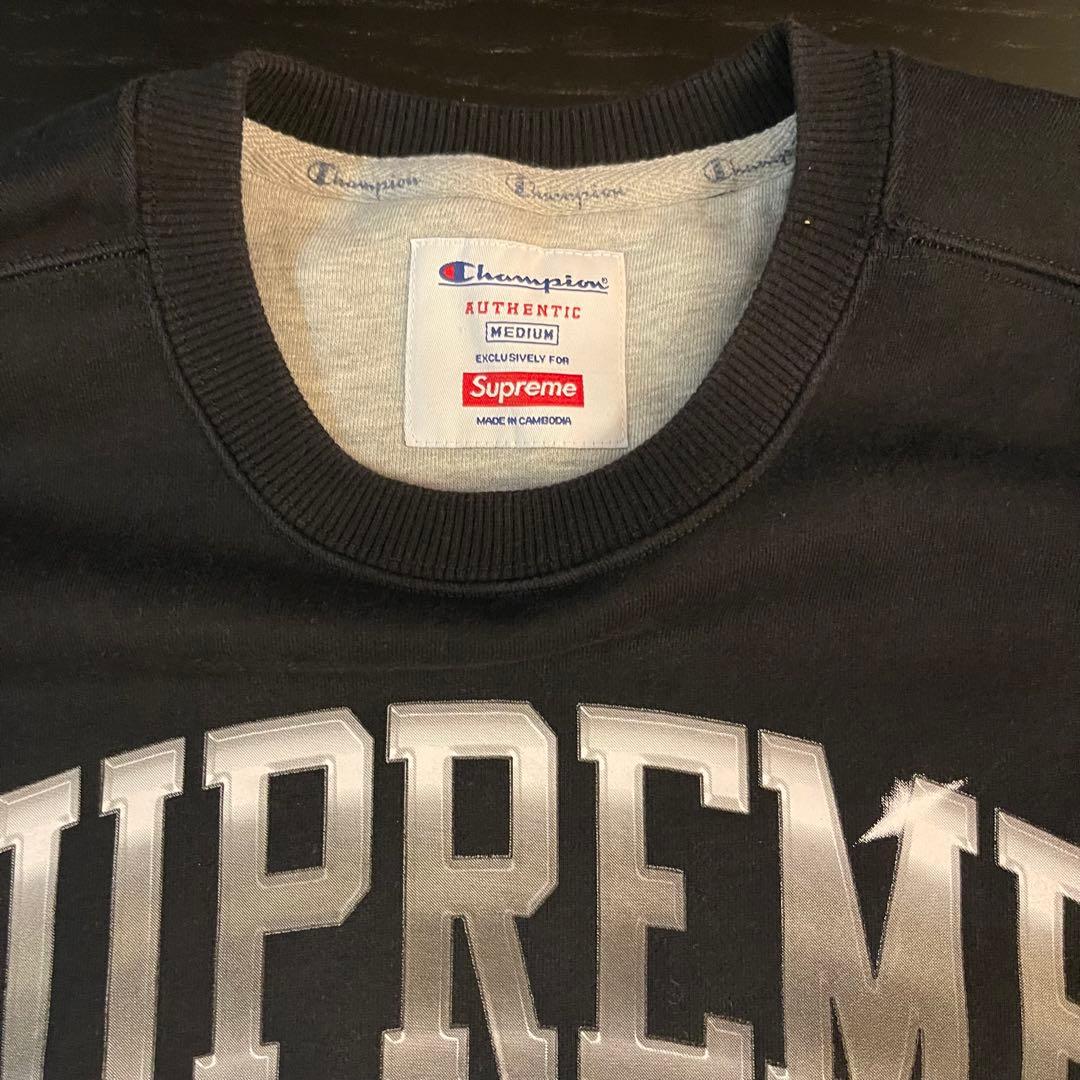 Champion Champion Champion
Champion®
AUTHENTIC
MEDIUM
EXCLUSIVELY FOR
Supreme
MADE IN CAMBODIA
UPREME